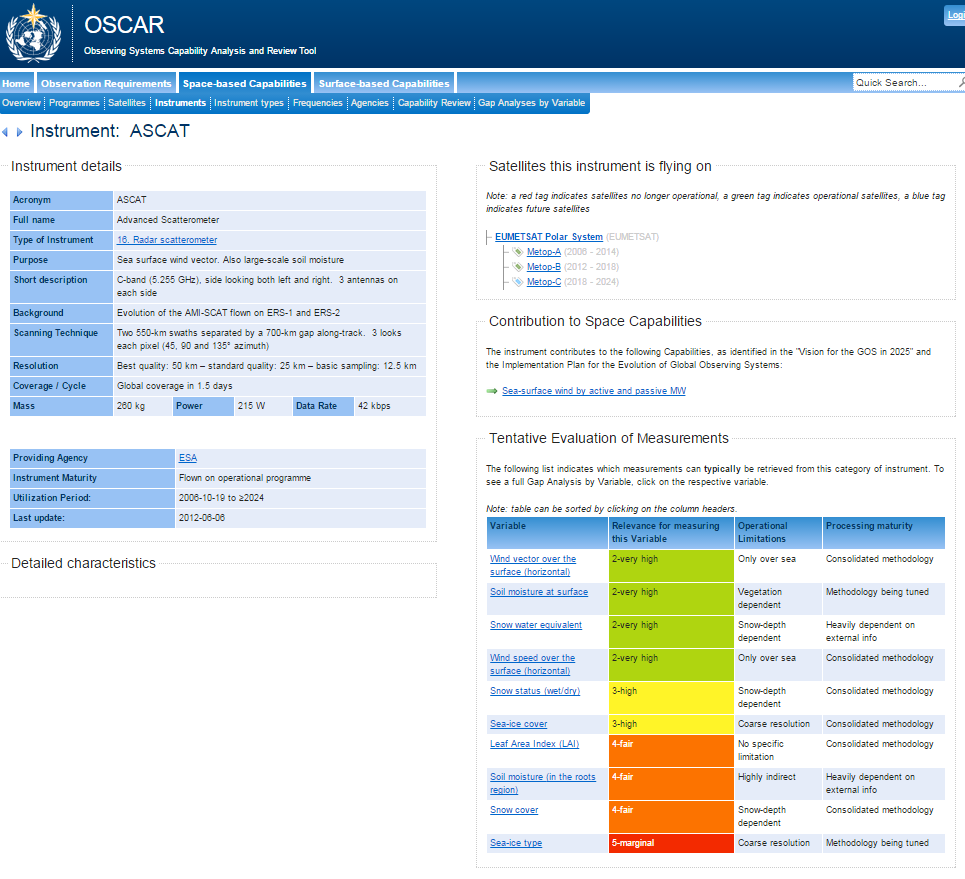 OSCAR
Observing Systems Capability Analysis and Review Tool
Logi
Home
Observation Requirements
Space-based Capabilities
Surface-based Capabilities
Quick Search...
Overview
Programmes
Satellites
Instruments
Instrument types
Frequencies
Agencies
Capability Review
Gap Analyses by Variable
Instrument: ASCAT
Instrument details
Acronym ASCAT
Full name Advanced Scatterometer
Type of Instrument 16, Radar scatterometer
Purpose Sea surface wind vector. Also large-scale soil moisture
Short description C-band (5.255 GHz), side looking both left and right. 3 antennas on
each side
Background Evolution of the AMI-SCAT flown on ERS-1 and ERS-2
Scanning Technique Two 550-km swaths separated by a 700-km gap along-track. 3 looks
each pixel (45, 90 and 135° azimuth)
Resolution Best quality: 50 km – standard quality: 25 km – basic sampling: 12.5 km
Coverage / Cycle Global coverage in 1.5 days
Mass 260 kg Power 215 W Data Rate 42 kbps
Providing Agency ESA
Instrument Maturity Flown on operational programme
Utilization Period: 2006-10-19 to ≥2024
Last update: 2012-06-06
Detailed characteristics
Satellites this instrument is flying on
Note: a red tag indicates satellites no longer operational, a green tag indicates operational satellites, a blue tag
indicates future satellites
EUMETSAT Polar System (EUMETSAT)
Metop-A (2006 - 2014)
Metop-B (2012 - 2018)
Metop-C (2018 - 2024)
Contribution to Space Capabilities
The instrument contributes to the following Capabilities, as identified in the "Vision for the GOS in 2025" and
the Implementation Plan for the Evolution of Global Observing Systems:
Sea-surface wind by active and passive MW
Tentative Evaluation of Measurements
The following list indicates which measurements can typically be retrieved from this category of instrument. To
see a full Gap Analysis by Variable, click on the respective variable.
Note: table can be sorted by clicking on the column headers.
Variable Relevance for measuring Operational Processing maturity
this Variable Limitations
Wind vector over the 2-very high Only over sea Consolidated methodology
surface (horizontal)
Soil moisture at surface 2-very high Vegetation Methodology being tuned
dependent
Snow water equivalent 2-very high Snow-depth Heavily dependent on
dependent external info
Wind speed over the 2-very high Only over sea Consolidated methodology
surface (horizontal)
Snow status (wet/dry) 3-high Snow-depth Consolidated methodology
dependent
Sea-ice cover 3-high Coarse resolution Consolidated methodology
Leaf Area Index (LAI) 4-fair No specific Consolidated methodology
limitation
Soil moisture (in the roots 4-fair Highly indirect Heavily dependent on
region) external info
Snow cover 4-fair Snow-depth Consolidated methodology
dependent
Sea-ice type 5-marginal Coarse resolution Methodology being tuned